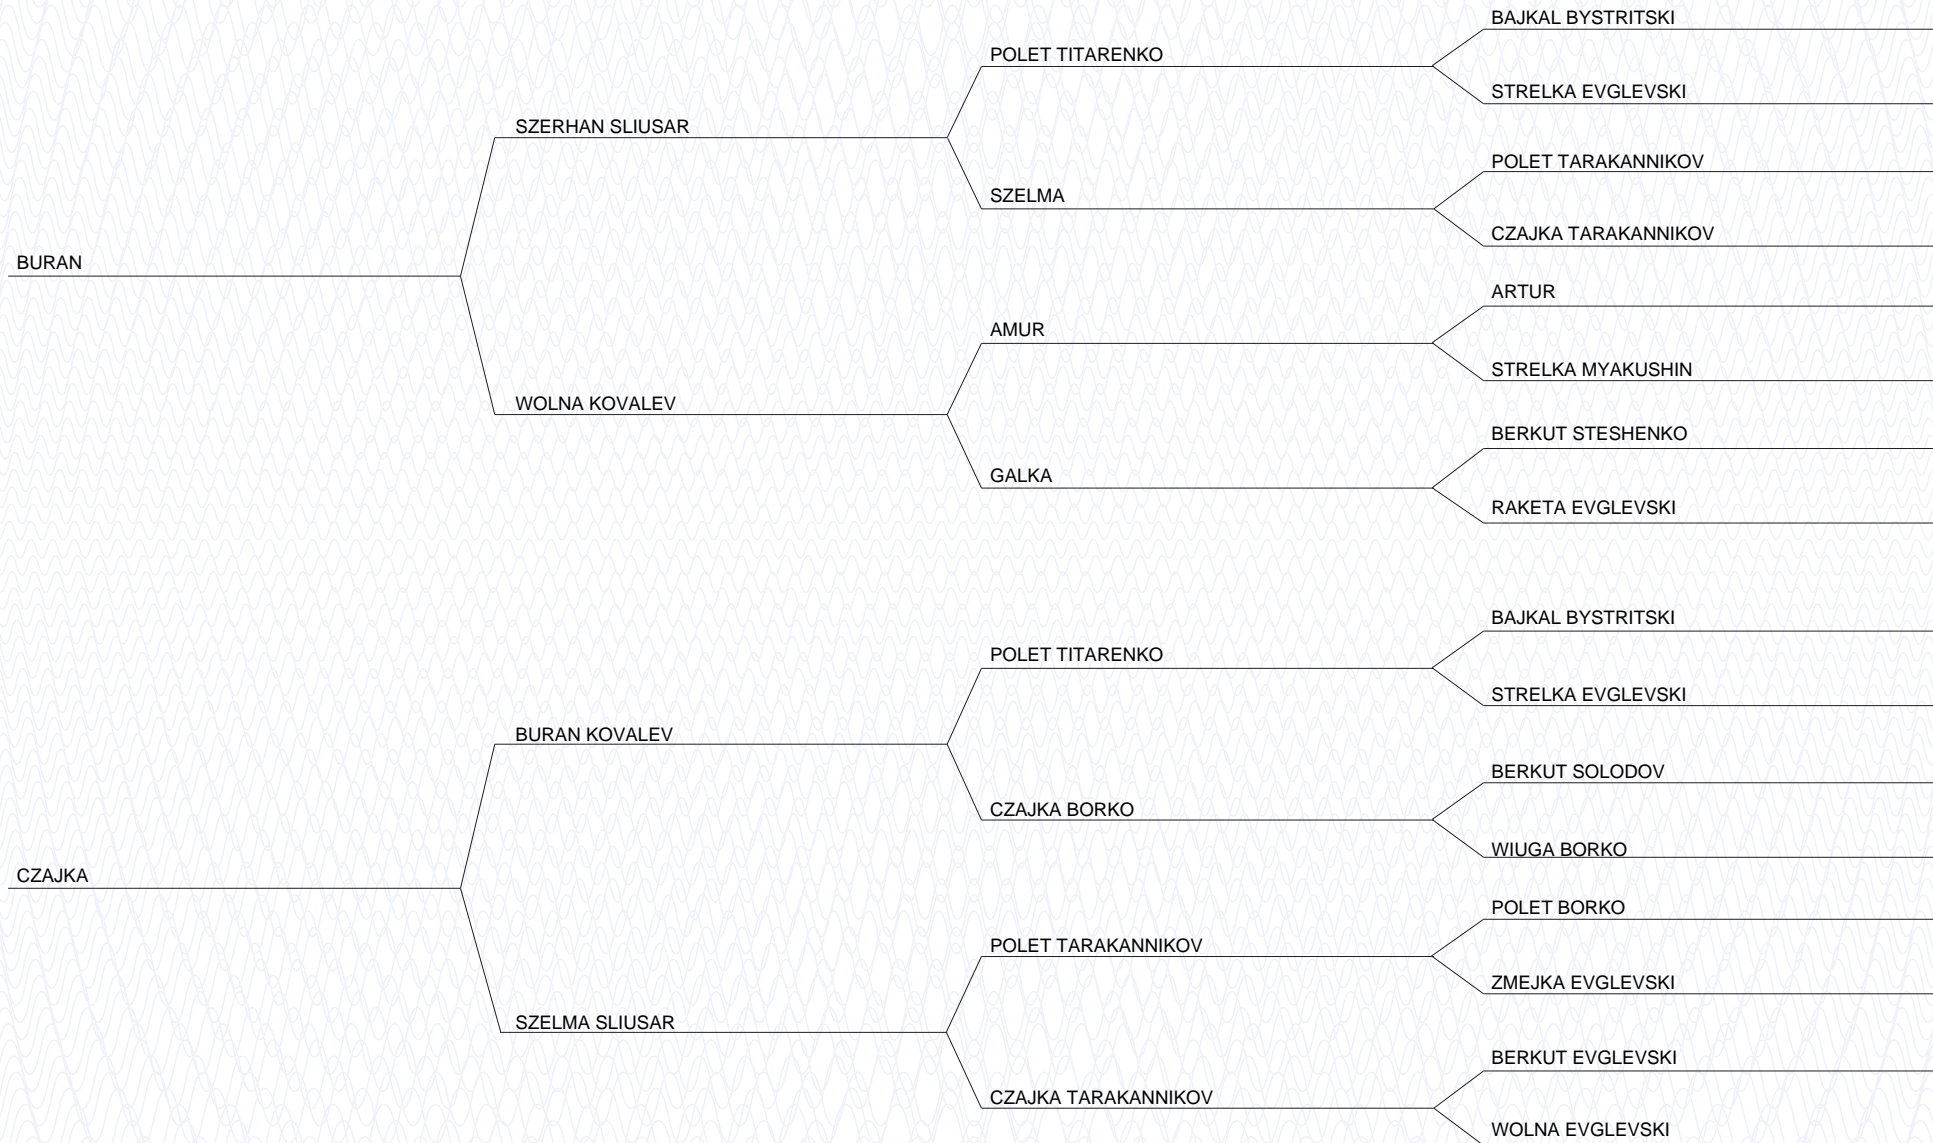 BAJKAL BYSTRITSKI
POLET TITARENKO
STRELKA EVGLEVSKI
SZERHAN SLIUSAR
POLET TARAKANNIKOV
SZELMA
CZAJKA TARAKANNIKOV
BURAN
ARTUR
AMUR
STRELKA MYAKUSHIN
WOLNA KOVALEV
BERKUT STESHENKO
GALKA
RAKETA EVGLEVSKI
BAJKAL BYSTRITSKI
POLET TITARENKO
STRELKA EVGLEVSKI
BURAN KOVALEV
BERKUT SOLODOV
CZAJKA BORKO
WIUGA BORKO
CZAJKA
POLET BORKO
POLET TARAKANNIKOV
ZMEJKA EVGLEVSKI
SZELMA SLIUSAR
BERKUT EVGLEVSKI
CZAJKA TARAKANNIKOV
WOLNA EVGLEVSKI